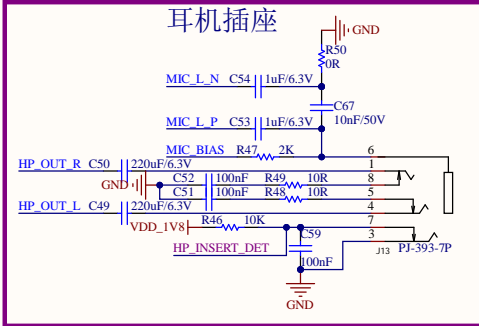 耳机插座
GND
R50
0R
MIC_L_N C54 1uF/6.3V
C67
10nF/50V
MIC_L_P C53 1uF/6.3V
MIC_BIAS R47 2K 6
HP_OUT_R C50 220uF/6.3V 1
C52 100nF R49 10R 8
GND
C51 100nF R48 10R 5
HP_OUT_L C49 220uF/6.3V 4
VDD_1V8 R46 10K 7
C59 3
HP_INSERT_DET J13 PJ-393-7P
100nF
GND